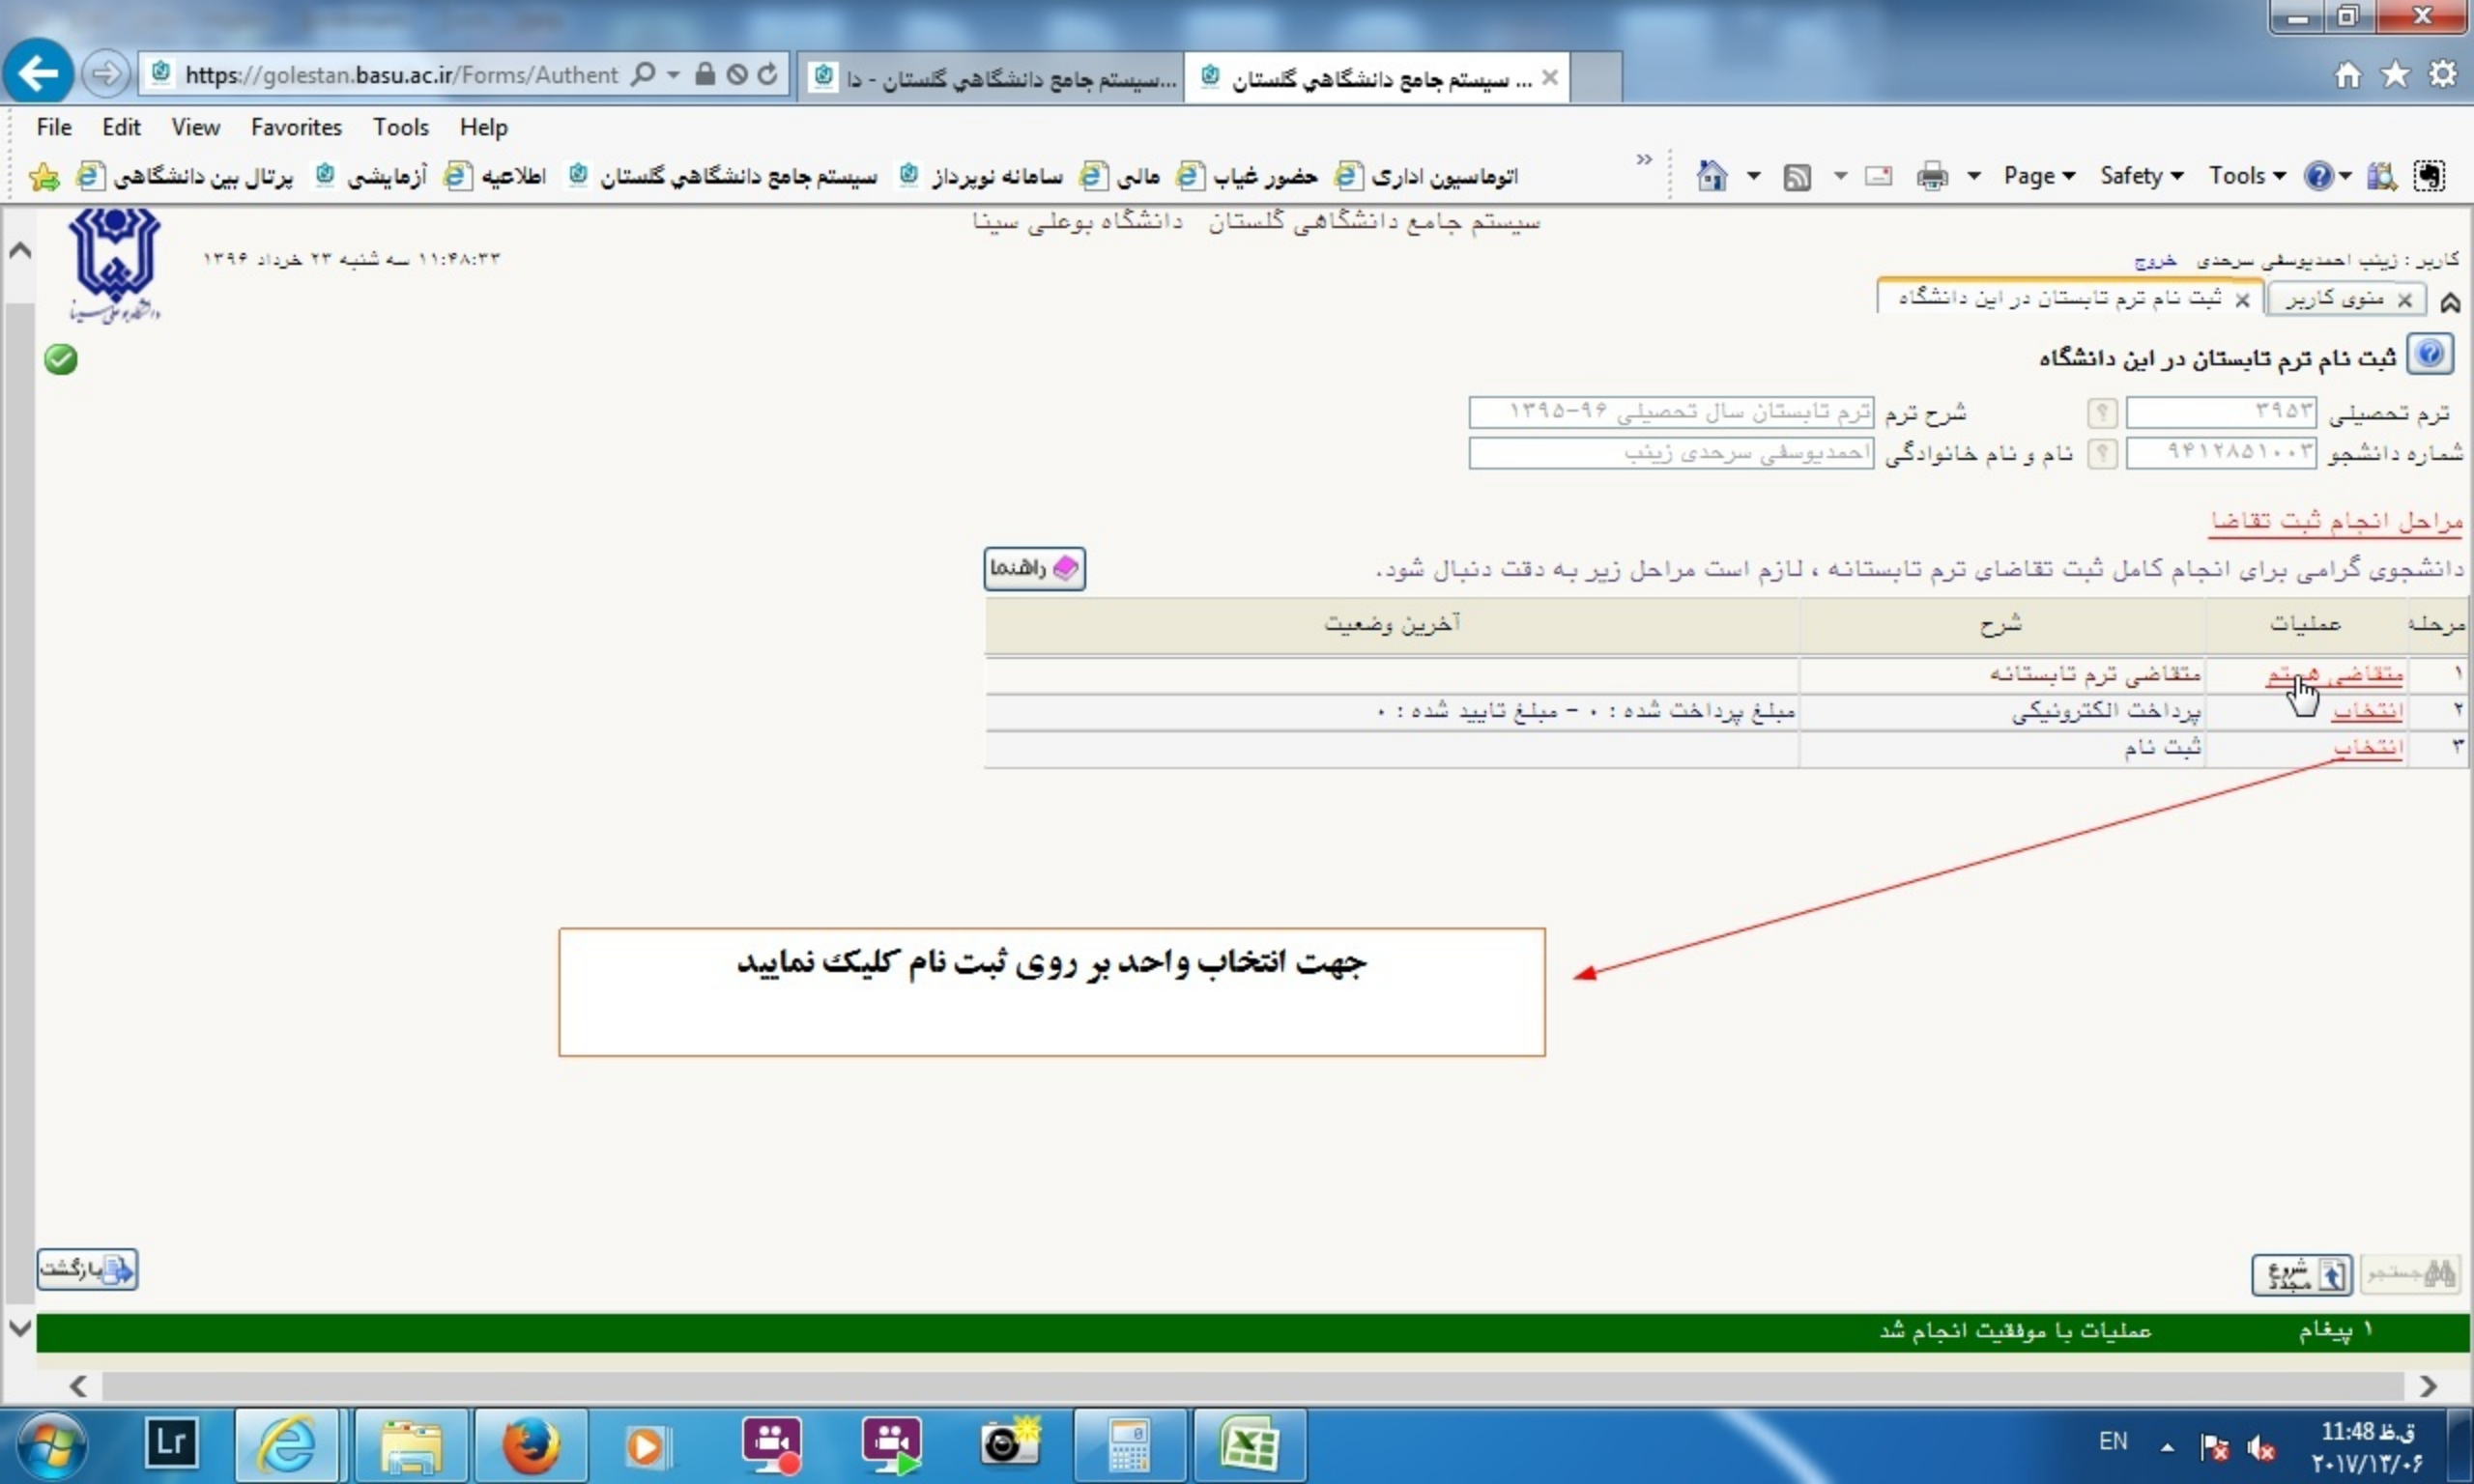 https://golestan.basu.ac.ir/Forms/Authent
سیستم جامع دانشگاهي گلستان - دا...
سیستم جامع دانشگاهي گلستان ...
File Edit View Favorites Tools Help
پرتال بین دانشگاهی
آزمایشی
اطلاعیه
سیستم جامع دانشگاهي گلستان
سامانه نوپرداز
مالی
حضور غیاب
اتوماسیون اداری
Page Safety Tools
سیستم جامع دانشگاهی گلستان دانشگاه بوعلی سینا
دانشگاه بوعلی سینا
۱۱:۴۸:۳۳ سه شنبه ۲۳ خرداد ۱۳۹۶
کاربر : زینب احمدیوسفی سرحدی خروج
منوی کاربر
ثبت نام ترم تابستان در این دانشگاه
ثبت نام ترم تابستان در این دانشگاه
ترم تحصیلی ۳۹۵۳ شرح ترم ترم تابستان سال تحصیلی ۹۶-۱۳۹۵
شماره دانشجو ۹۴۱۲۸۵۱۰۰۳ نام و نام خانوادگی احمدیوسفی سرحدی زینب
مراحل انجام ثبت تقاضا
دانشجوی گرامی برای انجام کامل ثبت تقاضای ترم تابستانه ، لازم است مراحل زیر به دقت دنبال شود.
راهنما
مرحله عملیات شرح آخرین وضعیت
۱ متقاضی متقاضی ترم تابستانه
۲ انتخاب پرداخت الکترونیکی مبلغ پرداخت شده : ۰ - مبلغ تایید شده : ۰
۳ انتخاب ثبت نام
جهت انتخاب واحد بر روی ثبت نام کلیک نمایید
جستجو
شروع مجدد
بازگشت
۱ پیغام عملیات با موفقیت انجام شد
Lr
EN
11:48 ق.ظ
۲۰۱۷/۱۳/۰۶